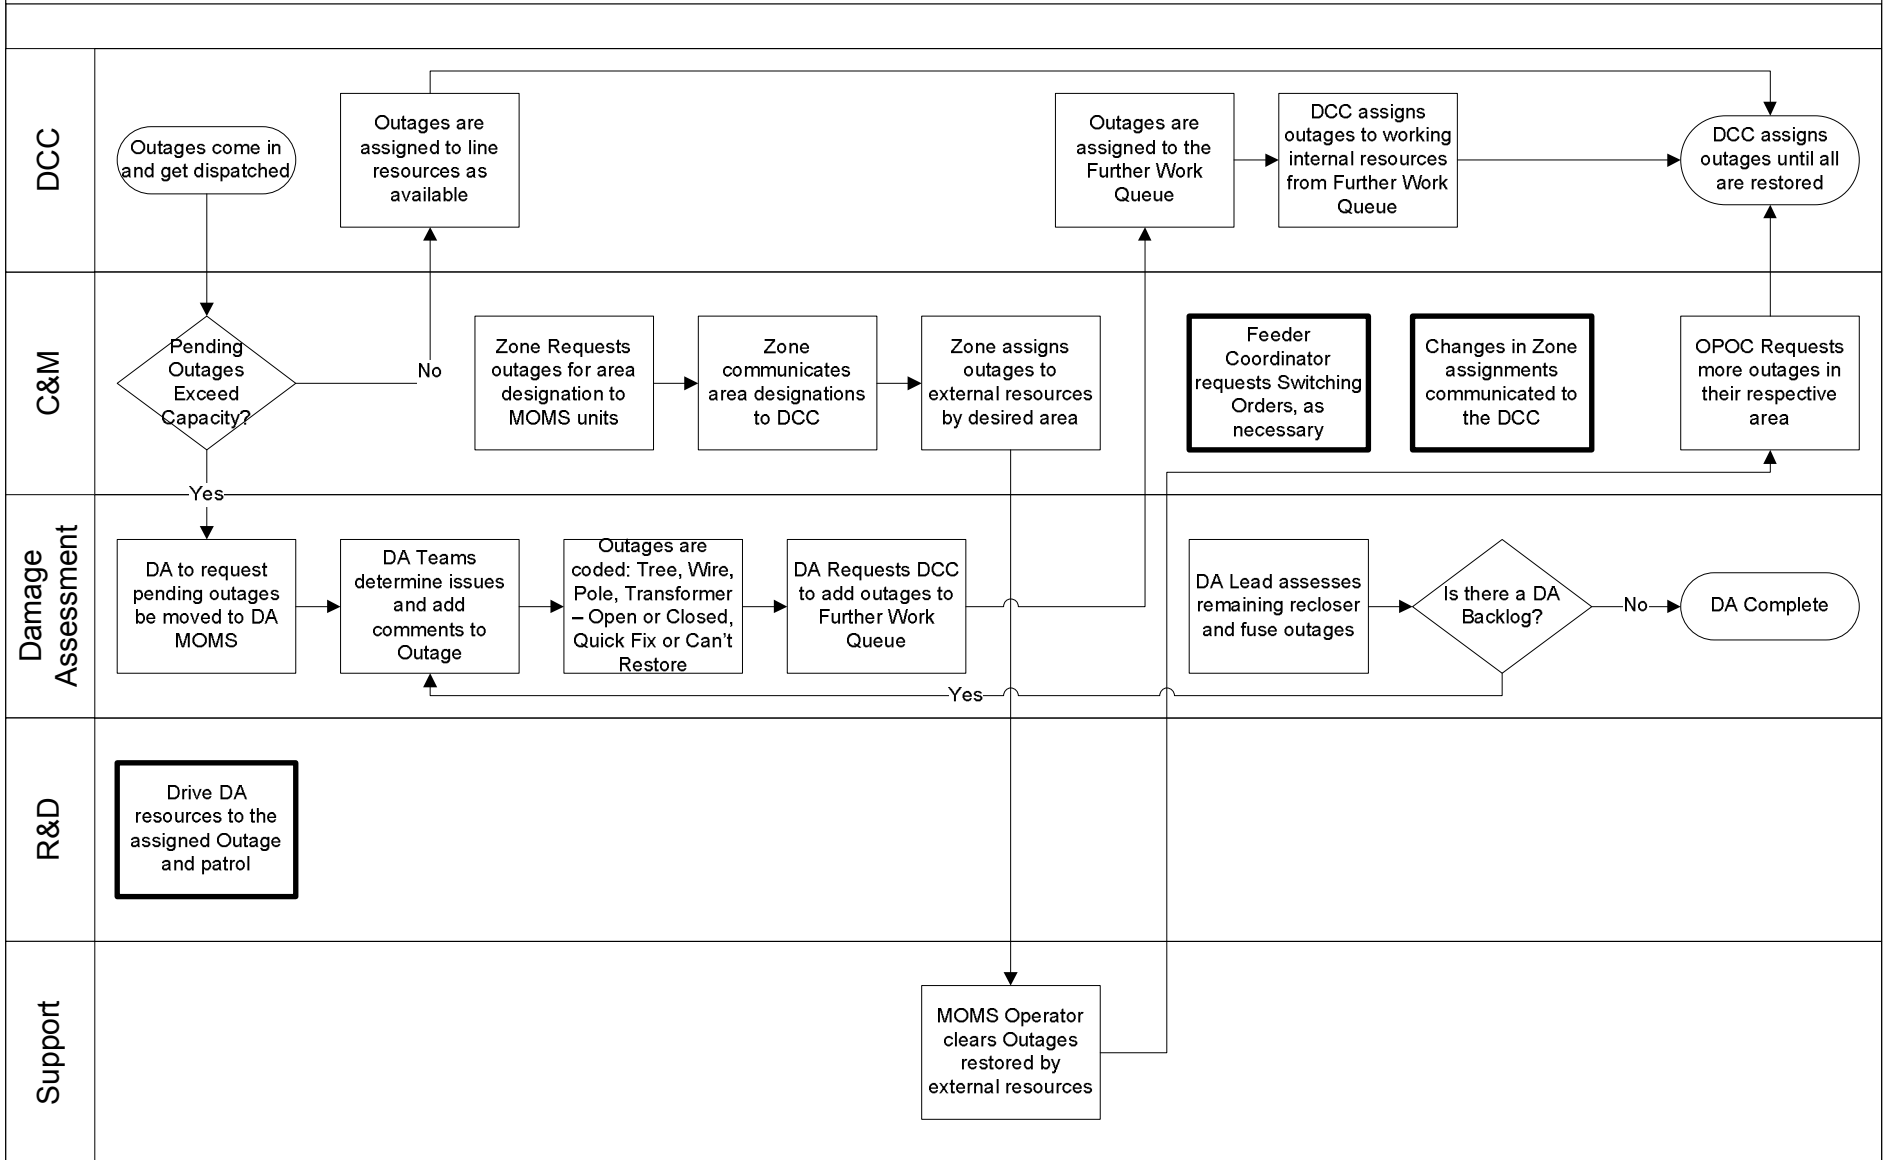 DCC
Outages come in
and get dispatched
Outages are
assigned to line
resources as
available
Outages are
assigned to the
Further Work
Queue
DCC assigns
outages to working
internal resources
from Further Work
Queue
DCC assigns
outages until all
are restored
C&M
Pending
Outages
Exceed
Capacity?
No
Yes
Zone Requests
outages for area
designation to
MOMS units
Zone
communicates
area designations
to DCC
Zone assigns
outages to
external resources
by desired area
Feeder
Coordinator
requests Switching
Orders, as
necessary
Changes in Zone
assignments
communicated to
the DCC
OPOC Requests
more outages in
their respective
area
Damage
Assessment
DA to request
pending outages
be moved to DA
MOMS
DA Teams
determine issues
and add
comments to
Outage
Outages are
coded: Tree, Wire,
Pole, Transformer
– Open or Closed,
Quick Fix or Can’t
Restore
DA Requests DCC
to add outages to
Further Work
Queue
DA Lead assesses
remaining recloser
and fuse outages
Is there a DA
Backlog?
No
DA Complete
Yes
R&D
Drive DA
resources to the
assigned Outage
and patrol
Support
MOMS Operator
clears Outages
restored by
external resources